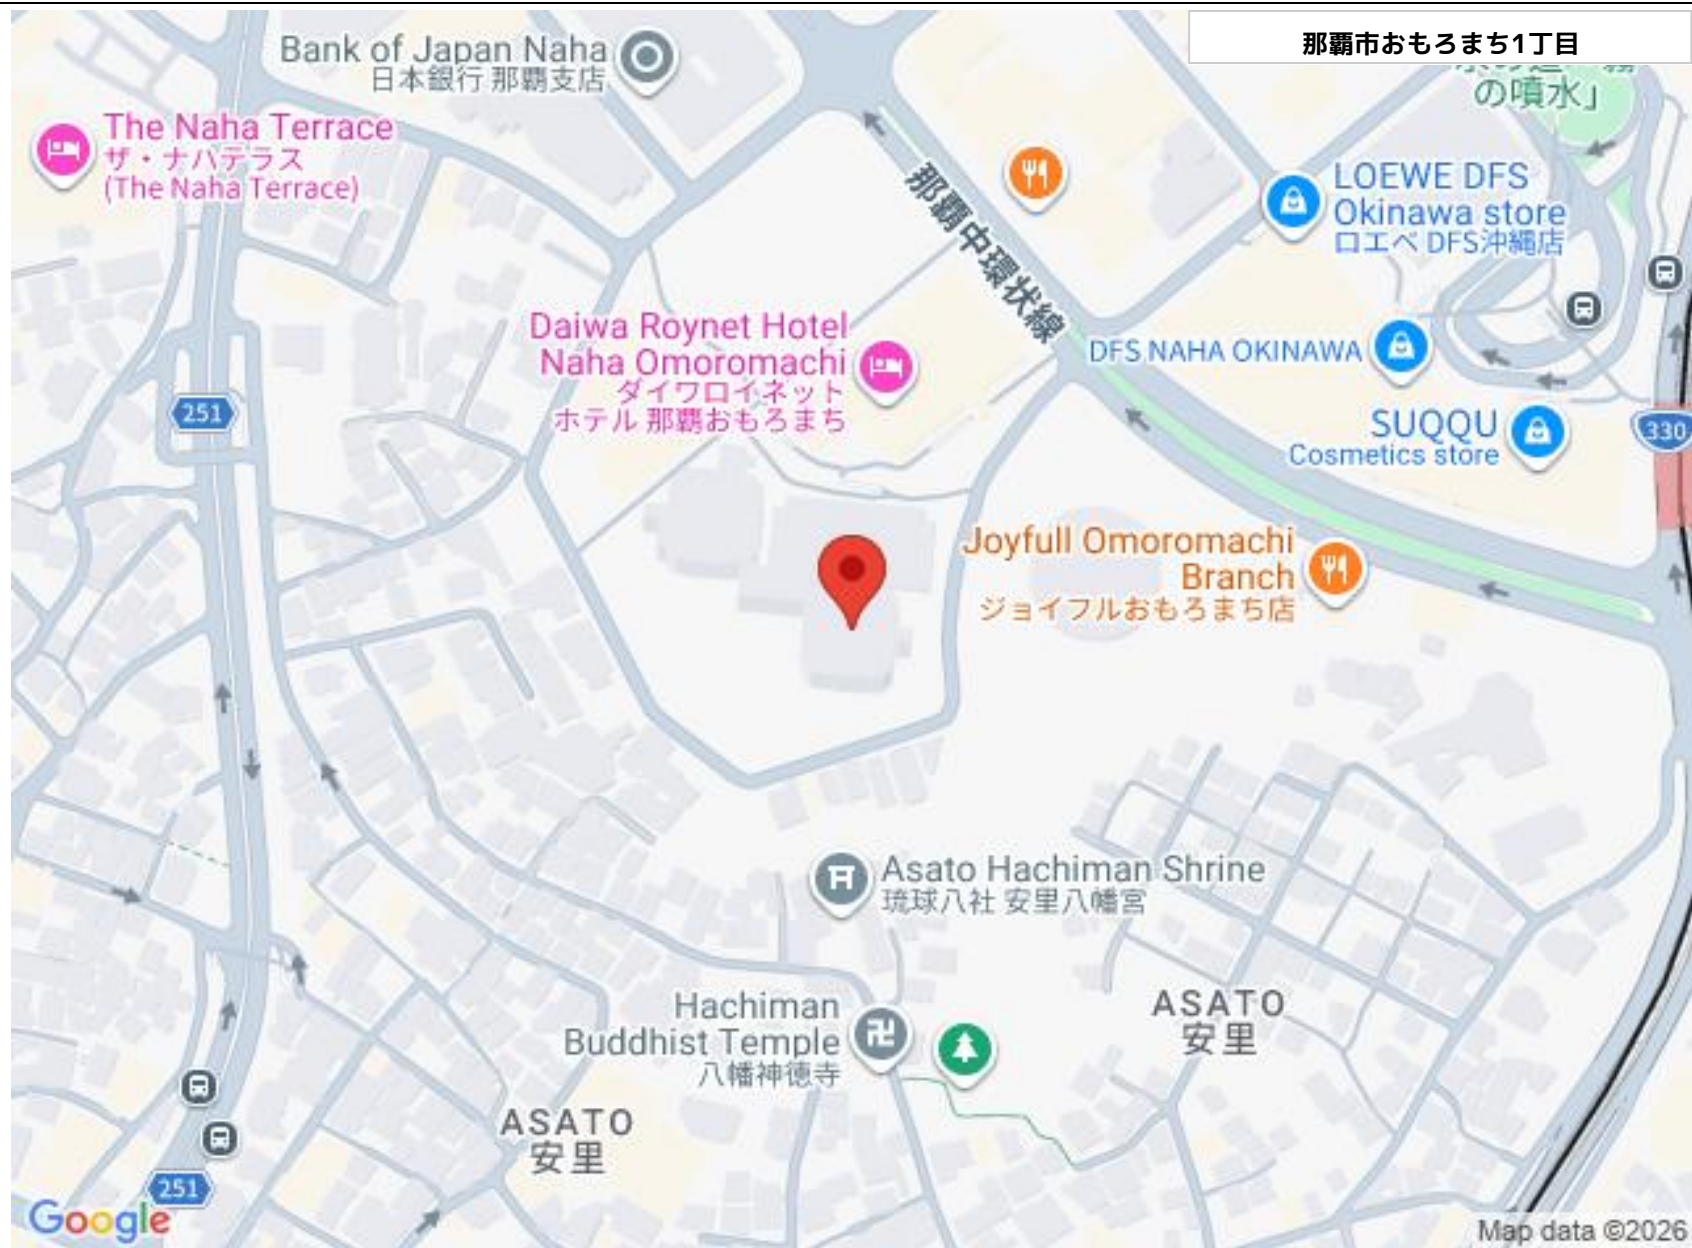 那覇市おもろまち1丁目
Bank of Japan Naha
日本銀行 那覇支店
の噴水」
The Naha Terrace
ザ・ナハテラス
(The Naha Terrace)
那覇中環状線
LOEWE DFS
Okinawa store
ロエベ DFS沖縄店
Daiwa Roynet Hotel
Naha Omoromachi
ダイワロイネット
ホテル 那覇おもろまち
DFS NAHA OKINAWA
251
SUQQU
Cosmetics store
330
Joyfull Omoromachi
Branch
ジョイフルおもろまち店
Asato Hachiman Shrine
琉球八社 安里八幡宮
Hachiman
Buddhist Temple
八幡神徳寺
ASATO
安里
ASATO
安里
251
Google
Map data ©2026